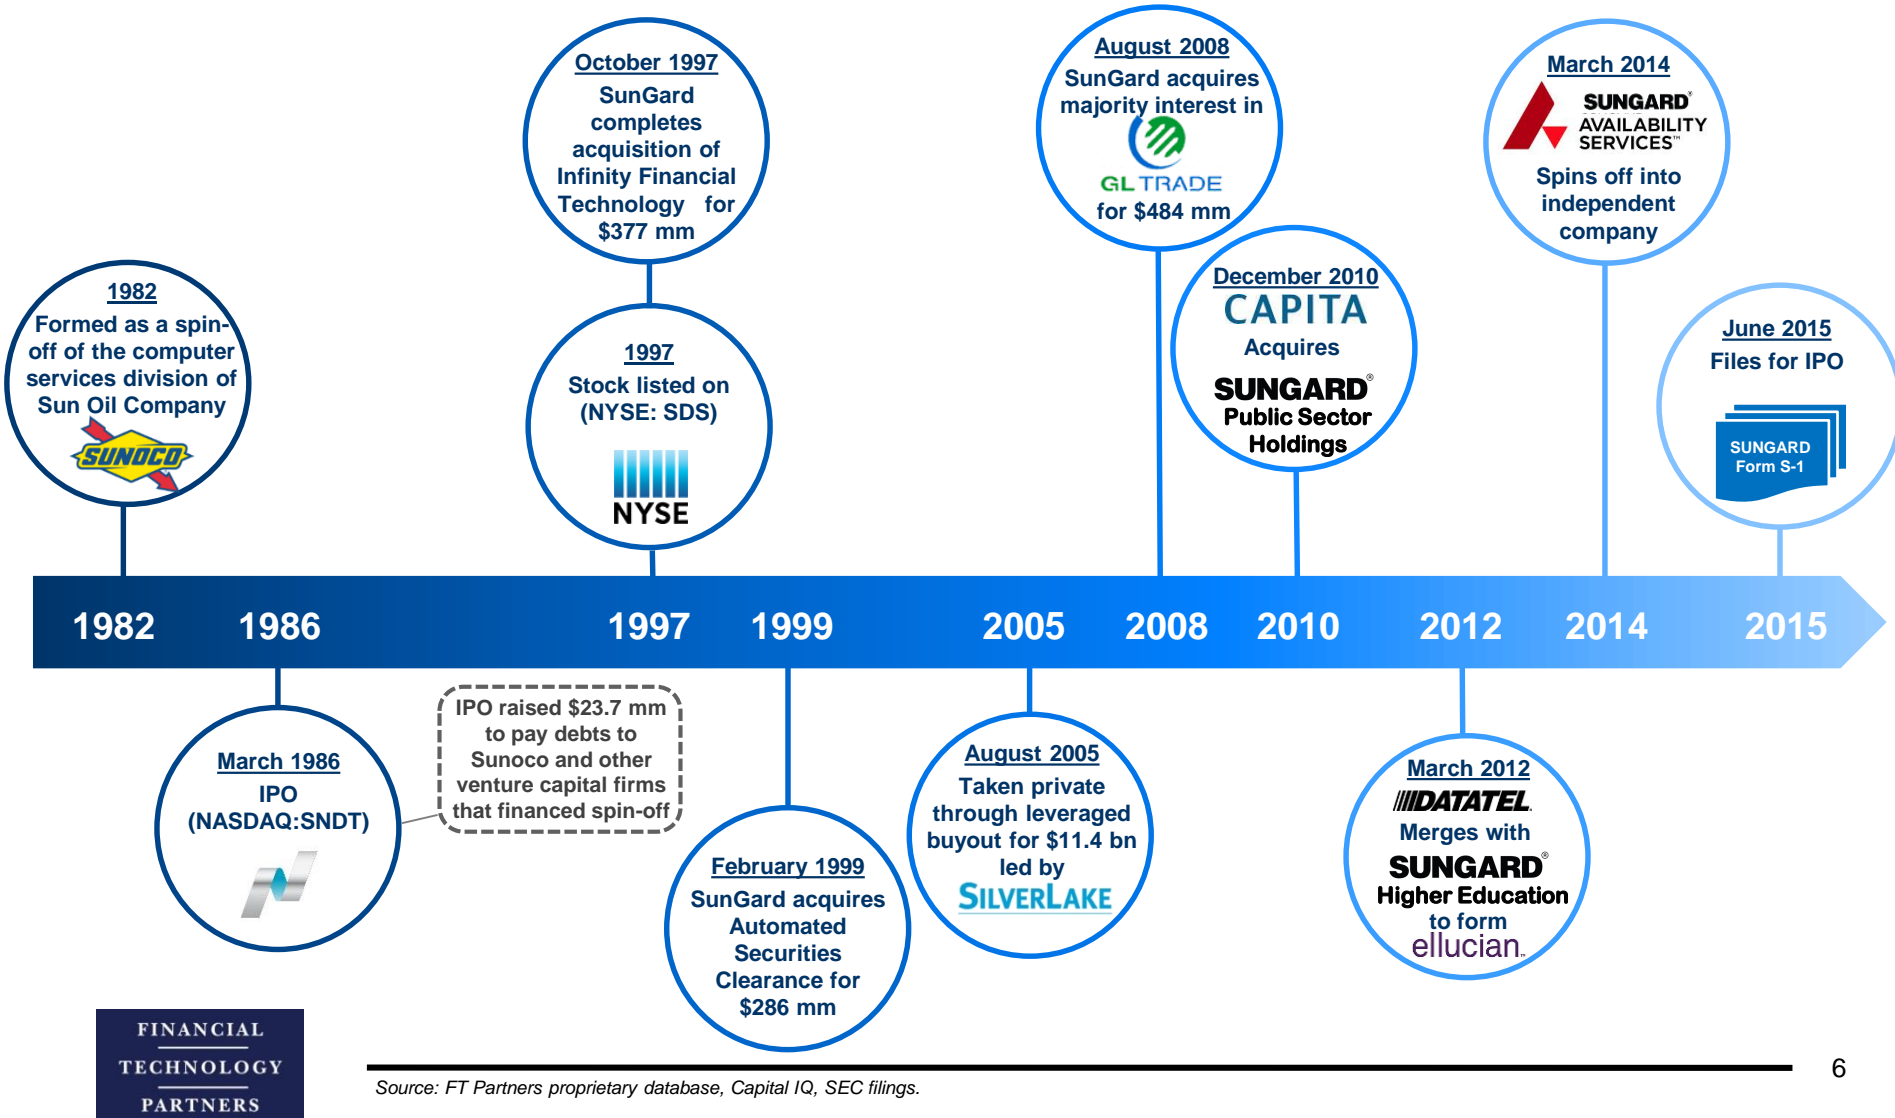 October 1997
SunGard
completes
acquisition of
Infinity Financial
Technology for
$377 mm
August 2008
SunGard acquires
majority interest in
GL TRADE
for $484 mm
March 2014
SUNGARD®
AVAILABILITY
SERVICES™
Spins off into
independent
company
1982
Formed as a spin-
off of the computer
services division of
Sun Oil Company
SUNOCO
1997
Stock listed on
(NYSE: SDS)
NYSE
December 2010
CAPITA
Acquires
SUNGARD®
Public Sector
Holdings
June 2015
Files for IPO
SUNGARD
Form S-1
1982 1986 1997 1999 2005 2008 2010 2012 2014 2015
March 1986
IPO
(NASDAQ:SNDT)
IPO raised $23.7 mm
to pay debts to
Sunoco and other
venture capital firms
that financed spin-off
February 1999
SunGard acquires
Automated
Securities
Clearance for
$286 mm
August 2005
Taken private
through leveraged
buyout for $11.4 bn
led by
SILVERLAKE
March 2012
DATATEL
Merges with
SUNGARD®
Higher Education
to form
ellucian™
FINANCIAL
TECHNOLOGY
PARTNERS
Source: FT Partners proprietary database, Capital IQ, SEC filings.
6